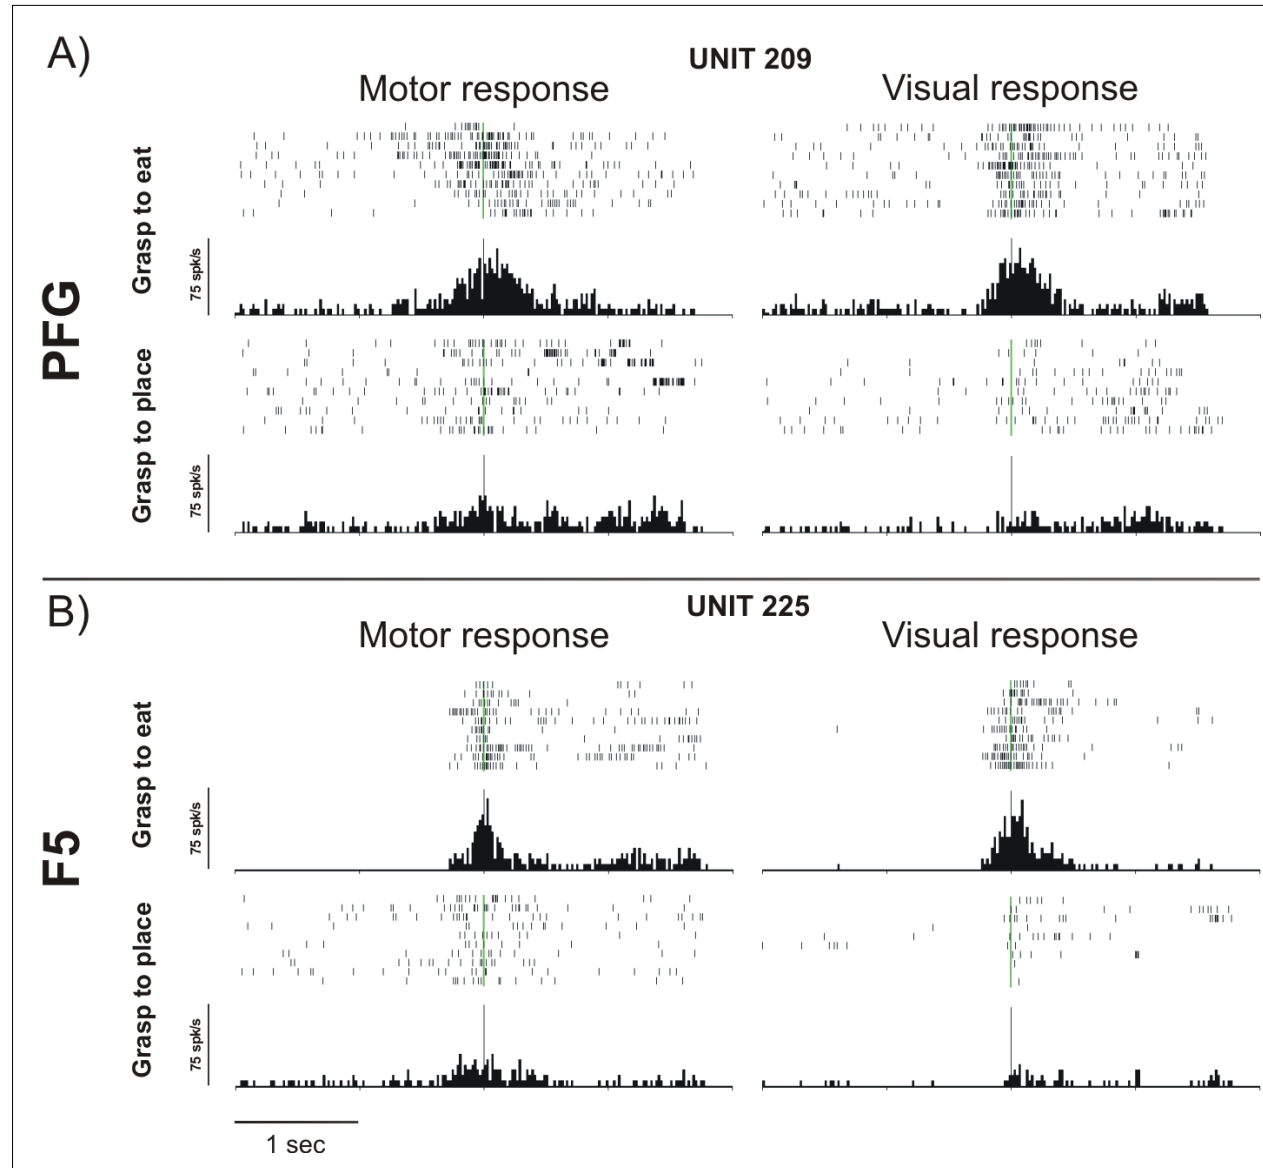 A)
UNIT 209
Motor response
Visual response
PFG
Grasp to eat
75 spk/s
Grasp to place
75 spk/s
B)
UNIT 225
Motor response
Visual response
F5
Grasp to eat
75 spk/s
Grasp to place
75 spk/s
1 sec